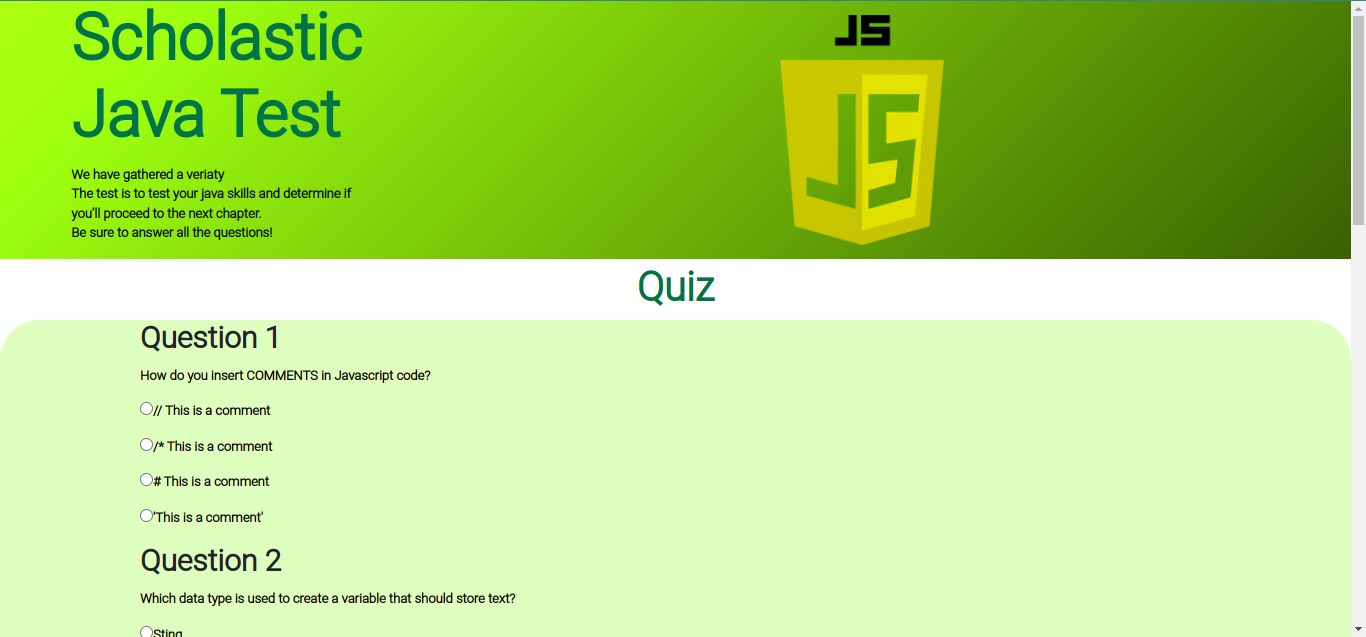 Scholastic
Java Test
We have gathered a veriaty
The test is to test your java skills and determine if
you'll proceed to the next chapter.
Be sure to answer all the questions!
JS
JS
Quiz
Question 1
How do you insert COMMENTS in Javascript code?
// This is a comment
/* This is a comment
# This is a comment
'This is a comment'
Question 2
Which data type is used to create a variable that should store text?
Sting